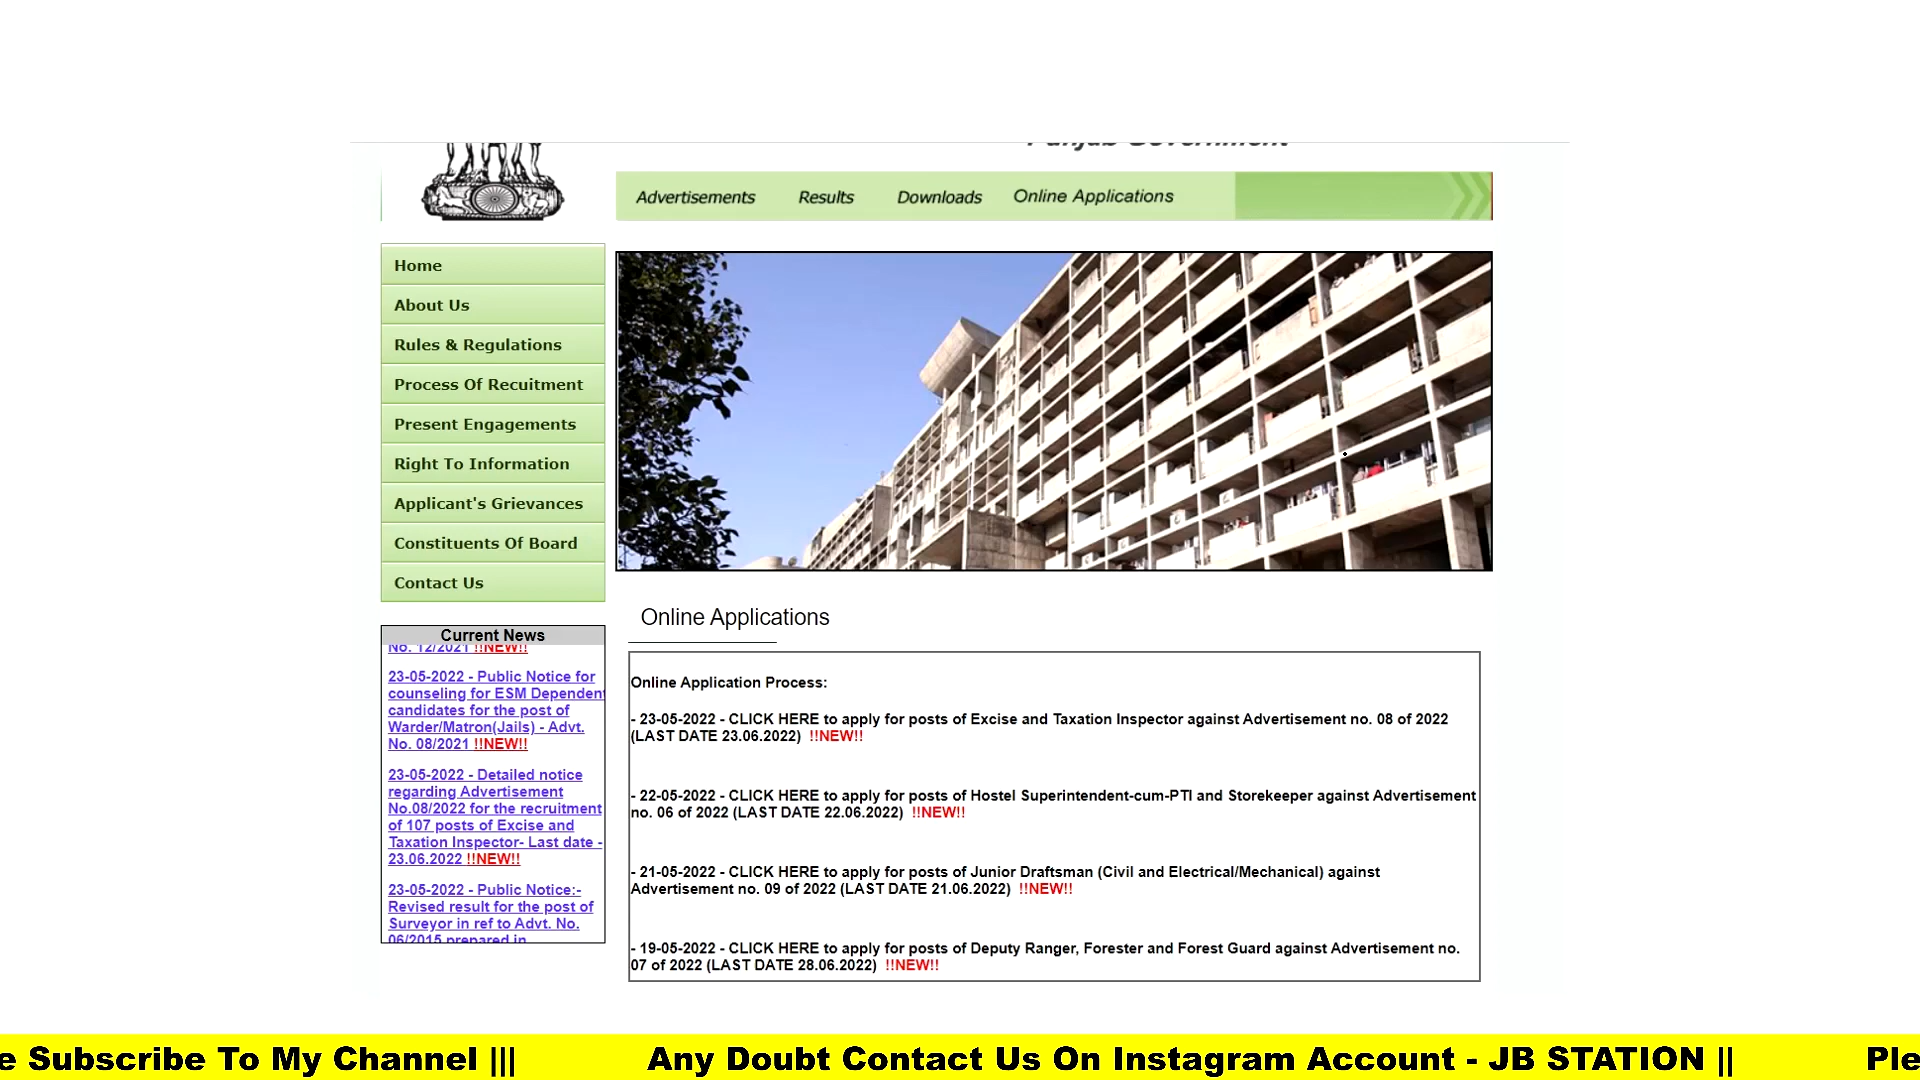 Punjab Government
Advertisements Results Downloads Online Applications
Home
About Us
Rules & Regulations
Process Of Recuitment
Present Engagements
Right To Information
Applicant's Grievances
Constituents Of Board
Contact Us
Current News
No. 12/2021 !!NEW!!
23-05-2022 - Public Notice for
counseling for ESM Dependent
candidates for the post of
Warder/Matron(Jails) - Advt.
No. 08/2021 !!NEW!!
23-05-2022 - Detailed notice
regarding Advertisement
No.08/2022 for the recruitment
of 107 posts of Excise and
Taxation Inspector- Last date -
23.06.2022 !!NEW!!
23-05-2022 - Public Notice:-
Revised result for the post of
Surveyor in ref to Advt. No.
06/2015 prepared in
Online Applications
Online Application Process:
- 23-05-2022 - CLICK HERE to apply for posts of Excise and Taxation Inspector against Advertisement no. 08 of 2022
(LAST DATE 23.06.2022) !!NEW!!
- 22-05-2022 - CLICK HERE to apply for posts of Hostel Superintendent-cum-PTI and Storekeeper against Advertisement
no. 06 of 2022 (LAST DATE 22.06.2022) !!NEW!!
- 21-05-2022 - CLICK HERE to apply for posts of Junior Draftsman (Civil and Electrical/Mechanical) against
Advertisement no. 09 of 2022 (LAST DATE 21.06.2022) !!NEW!!
- 19-05-2022 - CLICK HERE to apply for posts of Deputy Ranger, Forester and Forest Guard against Advertisement no.
07 of 2022 (LAST DATE 28.06.2022) !!NEW!!
e Subscribe To My Channel ||| Any Doubt Contact Us On Instagram Account - JB STATION || Ple